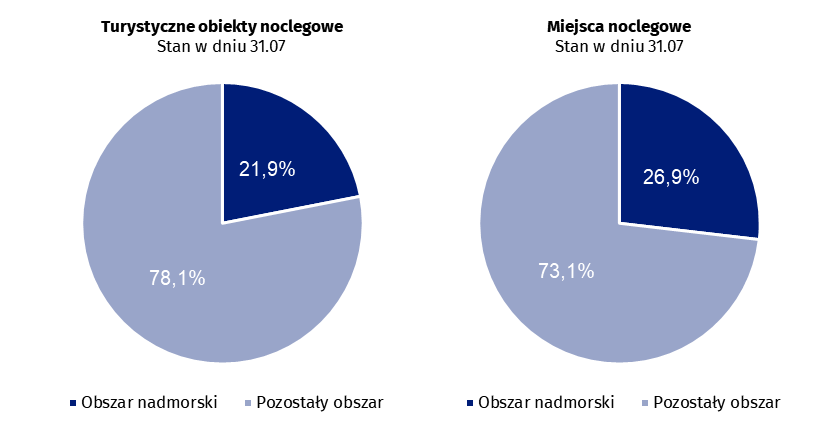 Turystyczne obiekty noclegowe
Stan w dniu 31.07
21,9%
78,1%
Obszar nadmorski
Pozostały obszar
Miejsca noclegowe
Stan w dniu 31.07
26,9%
73,1%
Obszar nadmorski
Pozostały obszar